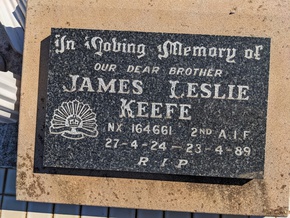 In Loving Memory of
OUR DEAR BROTHER
JAMES LESLIE
KEEFE
NX 164661 2ND A.I.F.
27-4-24 — 23-4-89
R.I.P